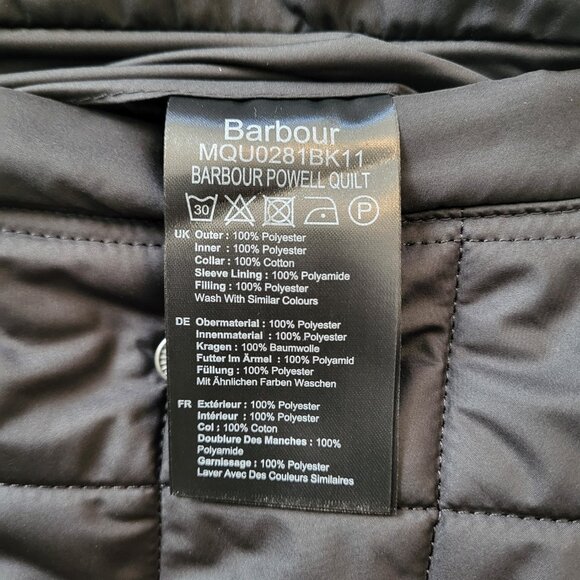 Barbour
MQU0281BK11
BARBOUR POWELL QUILT
30 P
UK Outer : 100% Polyester
Inner : 100% Polyester
Collar : 100% Cotton
Sleeve Lining : 100% Polyamide
Filling : 100% Polyester
Wash With Similar Colours
DE Obermaterial : 100% Polyester
Innenmaterial : 100% Polyester
Kragen : 100% Baumwolle
Futter Im Ärmel : 100% Polyamid
Füllung : 100% Polyester
Mit Ähnlichen Farben Waschen
FR Extérieur : 100% Polyester
Intérieur : 100% Polyester
Col : 100% Coton
Doublure Des Manches : 100%
Polyamide
Garnissage : 100% Polyester
Laver Avec Des Couleurs Similaires